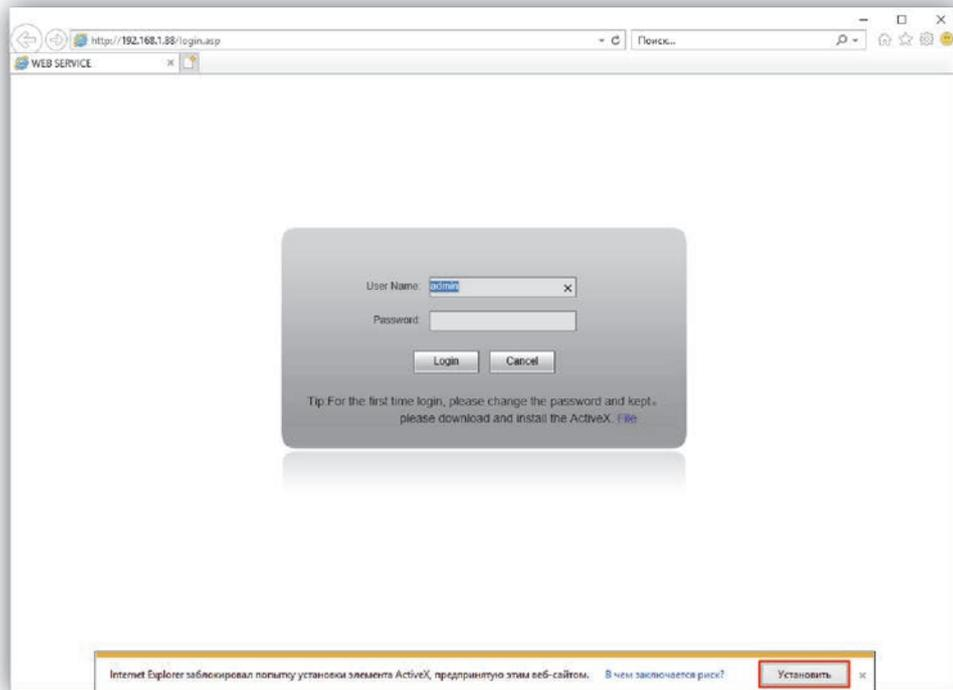 http://192.168.1.88/login.asp
Поиск...
WEB SERVICE
User Name:
admin
Password:
Login Cancel
Tip:For the first time login, please change the password and kept.
please download and install the ActiveX. File
Internet Explorer заблокировал попытку установки элемента ActiveX, предпринятую этим веб-сайтом. В чем заключается риск? Установить